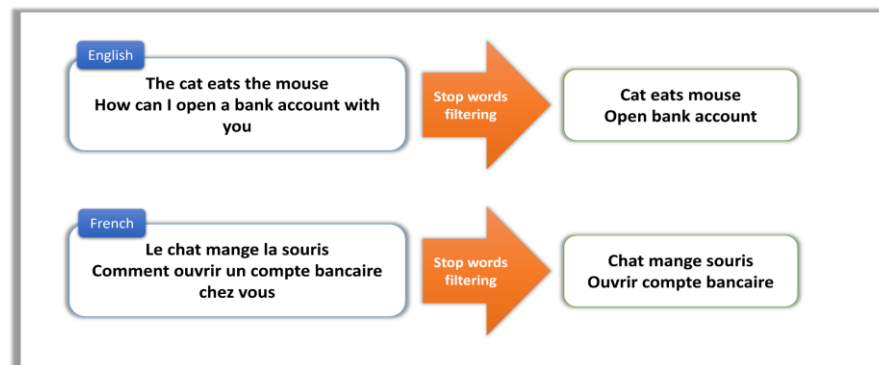 English
The cat eats the mouse
How can I open a bank account with
you
Stop words
filtering
Cat eats mouse
Open bank account
French
Le chat mange la souris
Comment ouvrir un compte bancaire
chez vous
Stop words
filtering
Chat mange souris
Ouvrir compte bancaire